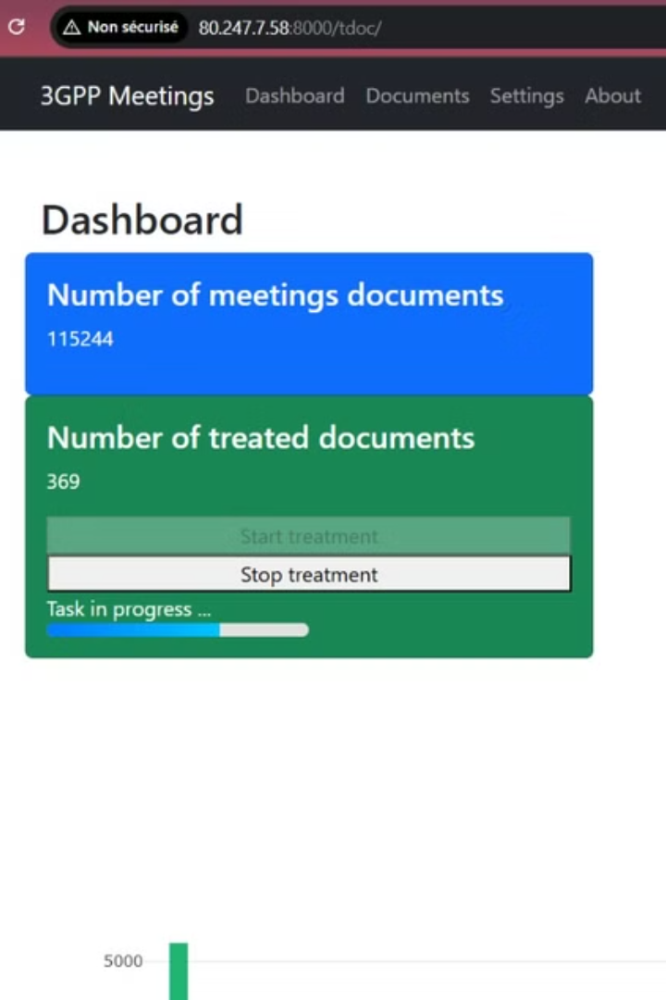 Non sécurisé 80.247.7.58:8000/tdoc/
3GPP Meetings Dashboard Documents Settings About
Dashboard
Number of meetings documents
115244
Number of treated documents
369
Start treatment
Stop treatment
Task in progress ...
5000